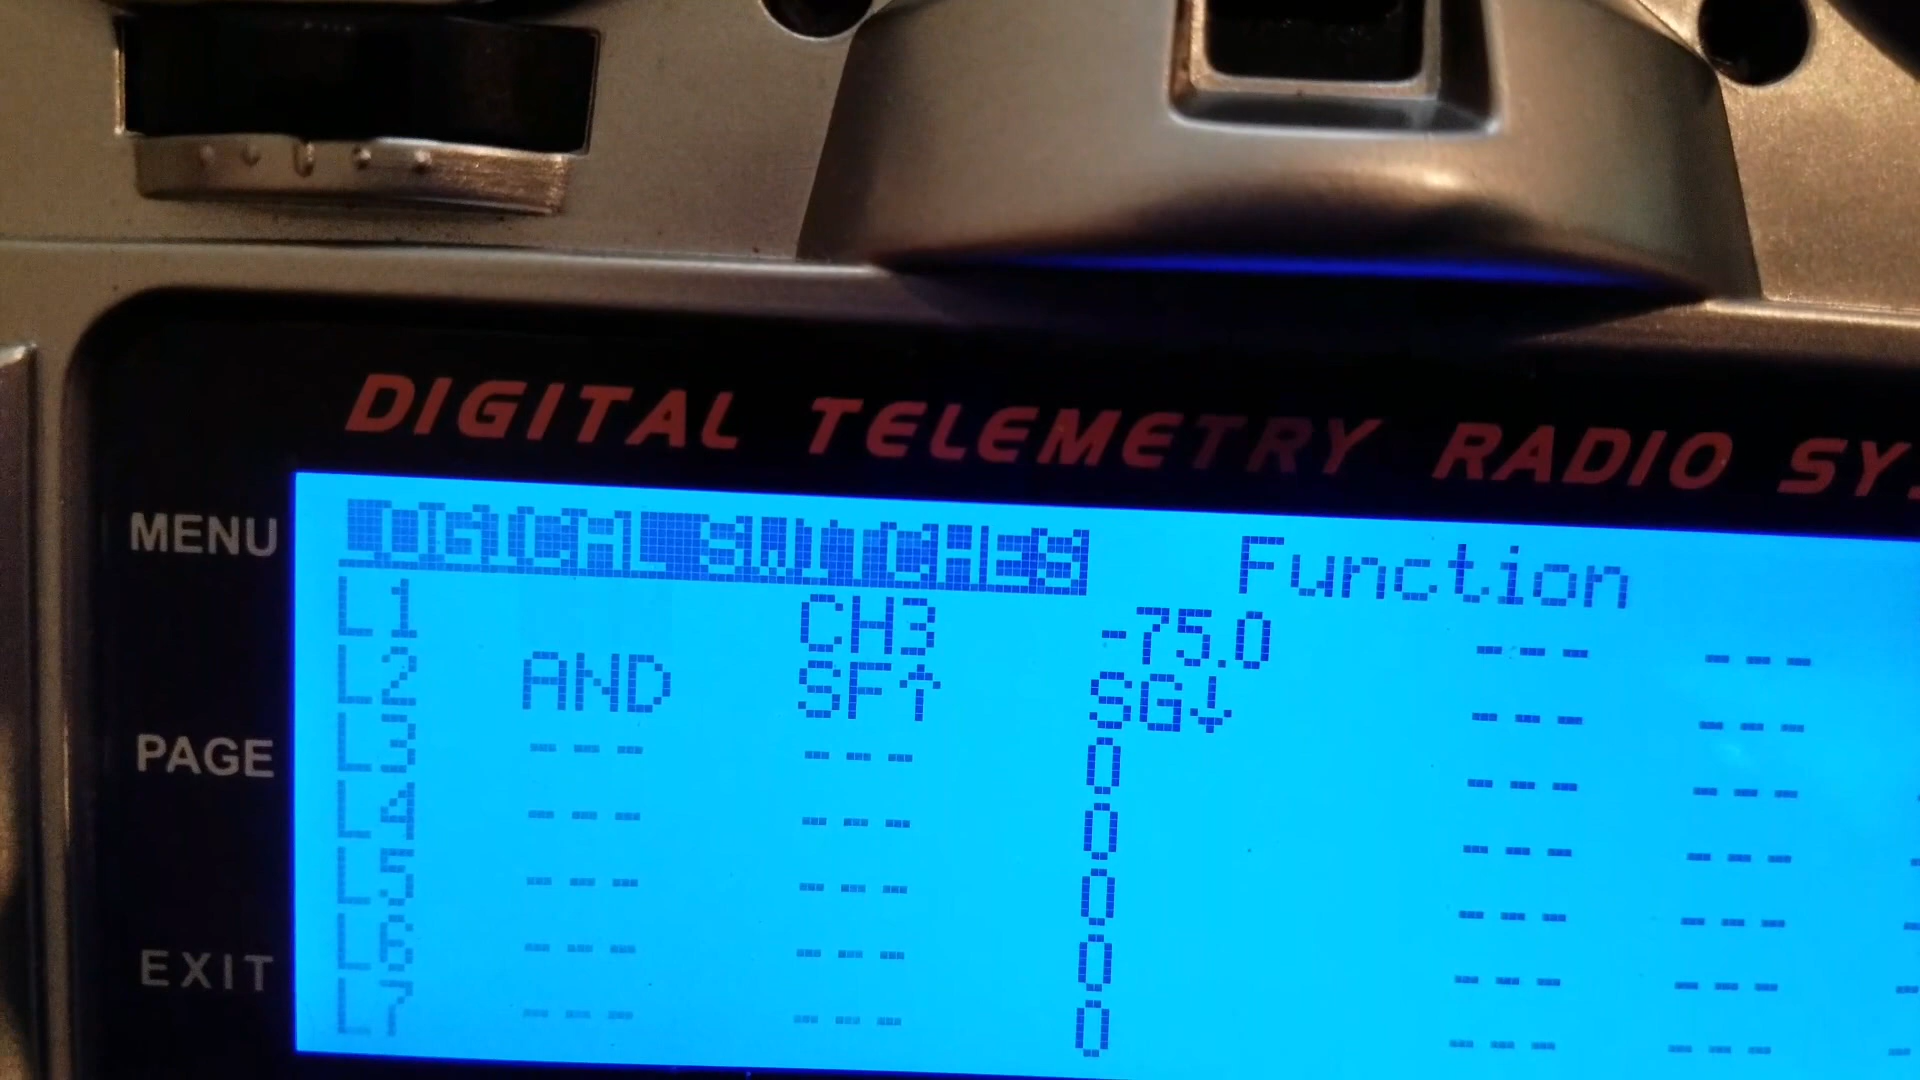 DIGITAL TELEMETRY RADIO SY
MENU
PAGE
EXIT
LOGICAL SWITCHES Function
L1 CH3 -75.0 --- ---
L2 AND SF↑ SG↓ --- ---
L3 --- --- 0 --- ---
L4 --- --- 0 --- ---
L5 --- --- 0 --- ---
L6 --- --- 0 --- ---
L7 --- --- 0 --- ---